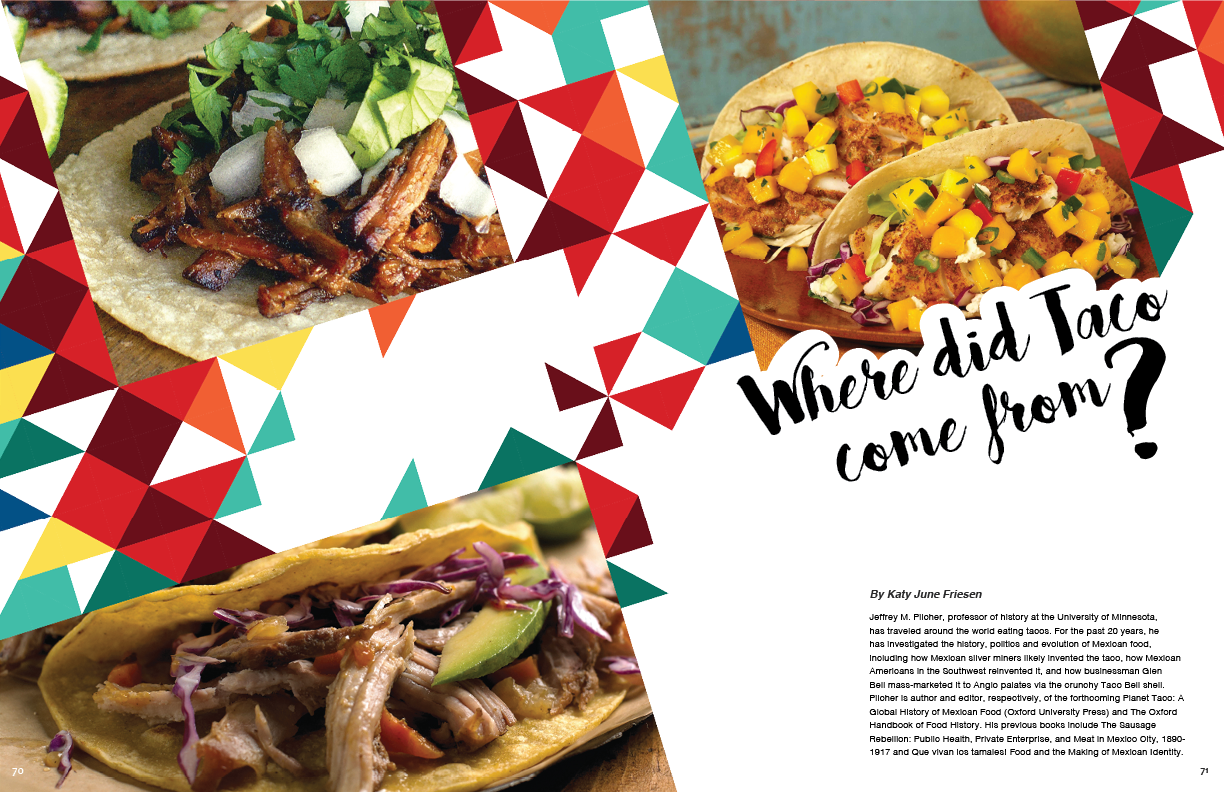 Where did Taco
come from?
By Katy June Friesen
Jeffrey M. Pilcher, professor of history at the University of Minnesota,
has traveled around the world eating tacos. For the past 20 years, he
has investigated the history, politics and evolution of Mexican food,
including how Mexican silver miners likely invented the taco, how Mexican
Americans in the Southwest reinvented it, and how businessman Glen
Bell mass-marketed it to Anglo palates via the crunchy Taco Bell shell.
Pilcher is author and editor, respectively, of the forthcoming Planet Taco: A
Global History of Mexican Food (Oxford University Press) and The Oxford
Handbook of Food History. His previous books include The Sausage
Rebellion: Public Health, Private Enterprise, and Meat in Mexico City, 1890-
1917 and Que vivan los tamales! Food and the Making of Mexican Identity.
70
71